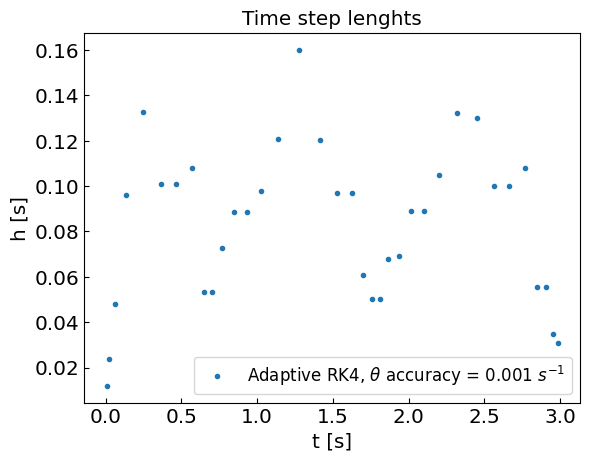 Time step lenghts
h [s]
0.16
0.14
0.12
0.10
0.08
0.06
0.04
0.02
Adaptive RK4, θ accuracy = 0.001 s⁻¹
0.0 0.5 1.0 1.5 2.0 2.5 3.0
t [s]